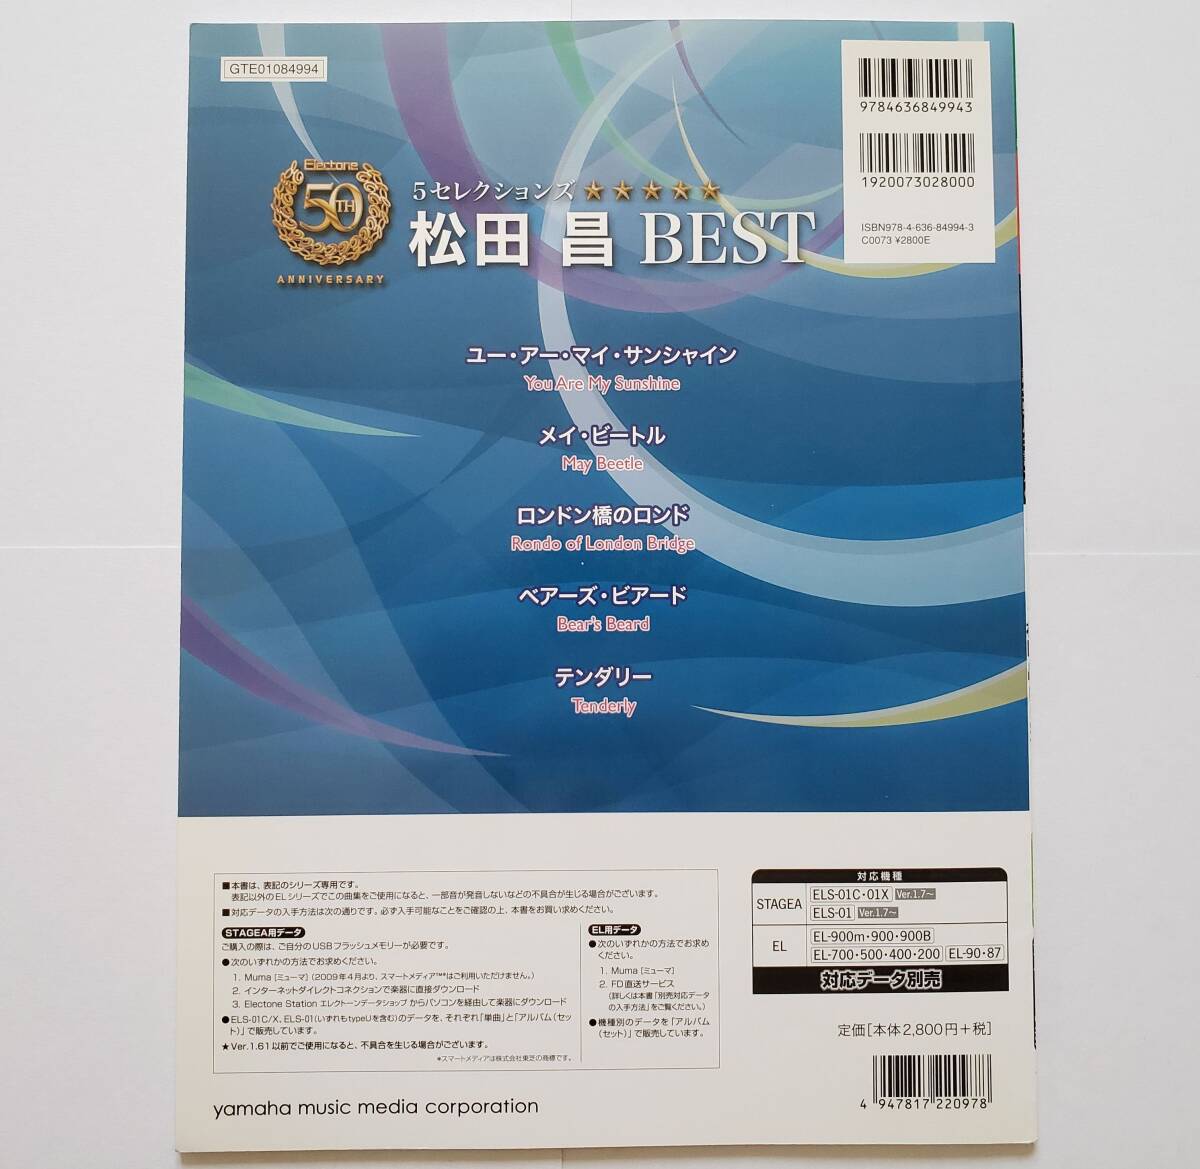 GTE01084994
9784636849943
1920073028000
ISBN978-4-636-84994-3
C0073 ¥2800E
Electone
50TH
ANNIVERSARY
5セレクションズ★★★★★
松田 昌 BEST
ユー・アー・マイ・サンシャイン
You Are My Sunshine
メイ・ビートル
May Beetle
ロンドン橋のロンド
Rondo of London Bridge
ベアーズ・ビアード
Bear's Beard
テンダリー
Tenderly
■本書は、表記のシリーズ専用です。
表記以外のELシリーズでこの曲集をご使用になると、一部音が発音しないなどの不具合が生じる場合がございます。
■対応データの入手方法は次の通りです。必ず入手可能なことをご確認の上、本書をお買い求めください。
STAGEA用データ
ご購入の際は、ご自分のUSBフラッシュメモリーが必要です。
●次のいずれかの方法でお求めください。
1. Muma [ミューマ] (2009年4月より、スマートメディア™*はご利用いただけません。)
2. インターネットダイレクトコネクションで楽器に直接ダウンロード
3. Electone Station エレクトーンデータショップ からパソコンを経由して楽器にダウンロード
●ELS-01C/X、ELS-01(いずれもtypeUを含む)のデータを、それぞれ「単曲」と「アルバム(セット)」で販売しています。
★Ver.1.61以前でご使用になると、不具合を生じる場合がございます。
*スマートメディアは株式会社東芝の商標です。
EL用データ
●次のいずれかの方法でお求めください。
1. Muma [ミューマ]
2. FD直送サービス
(詳しくは本書「別売対応データの入手方法」をご覧ください。)
●機種別のデータを「アルバム(セット)」で販売しています。
対応機種
STAGEA
ELS-01C・01X Ver.1.7〜
ELS-01 Ver.1.7〜
EL
EL-900m・900・900B
EL-700・500・400・200 EL-90・87
対応データ別売
定価[本体2,800円+税]
4 947817 220978
yamaha music media corporation